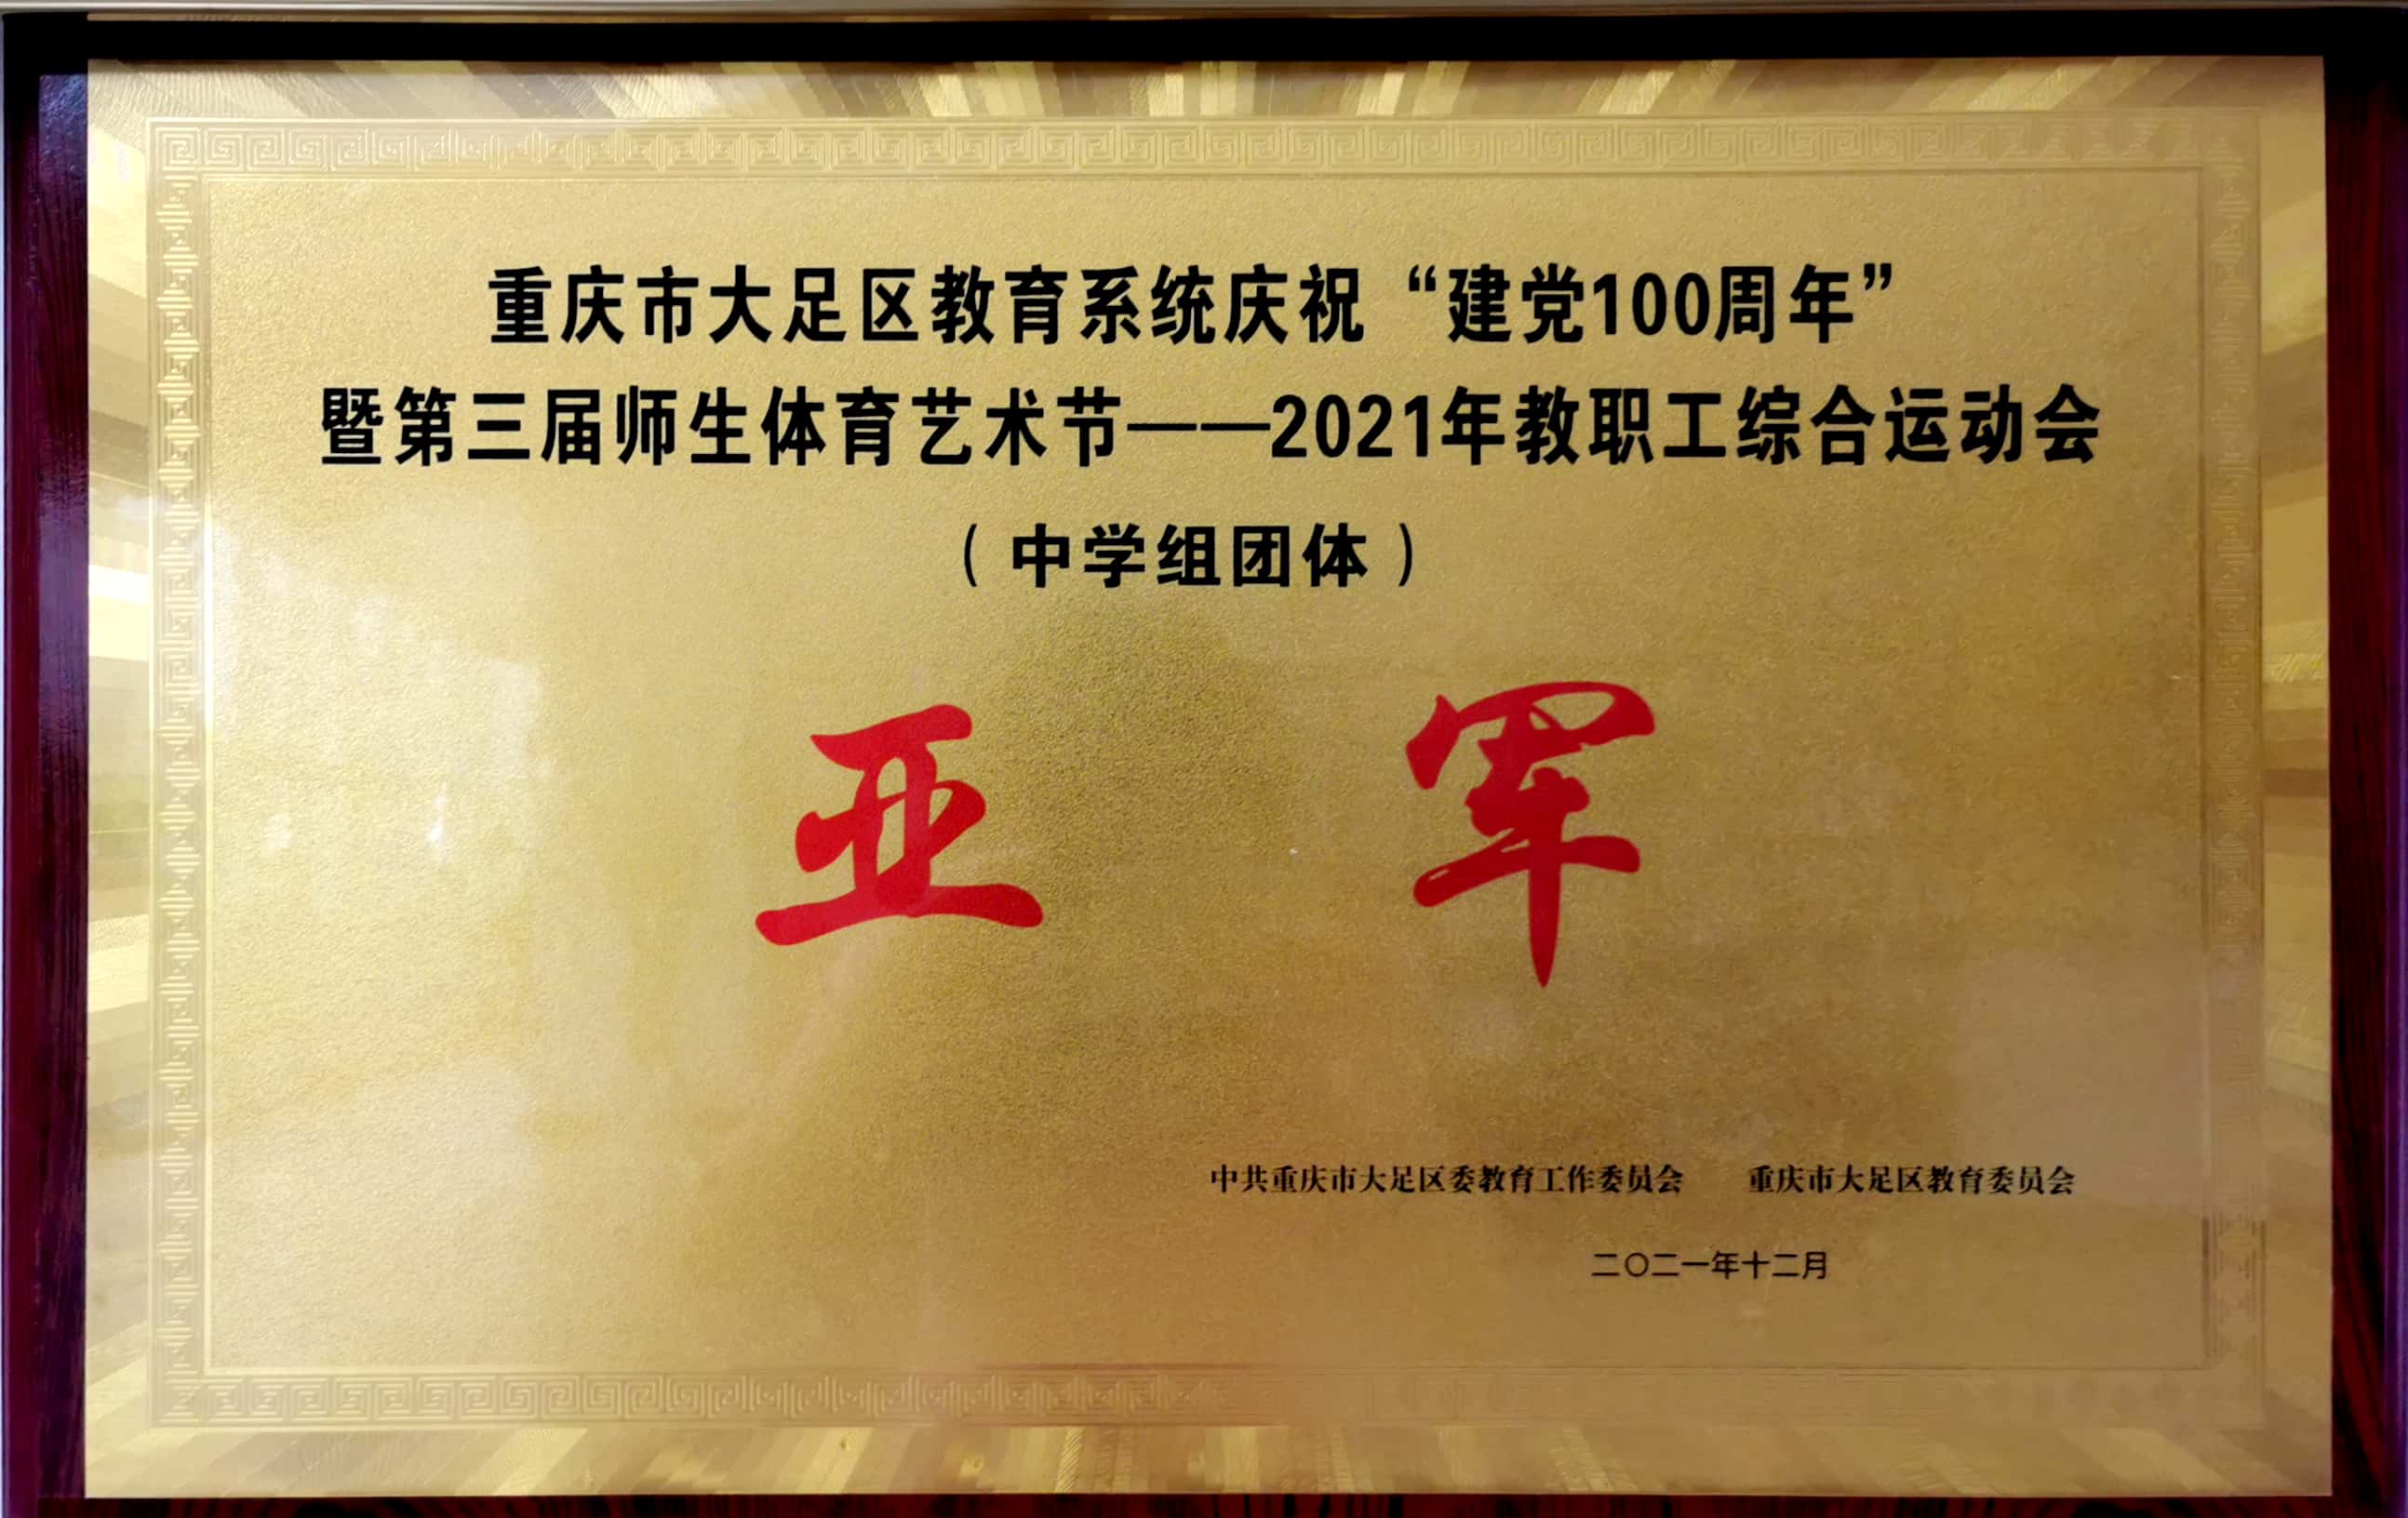 重庆市大足区教育系统庆祝“建党100周年”
暨第三届师生体育艺术节——2021年教职工综合运动会
（中学组团体）
亚军
中共重庆市大足区委教育工作委员会 重庆市大足区教育委员会
二〇二一年十二月